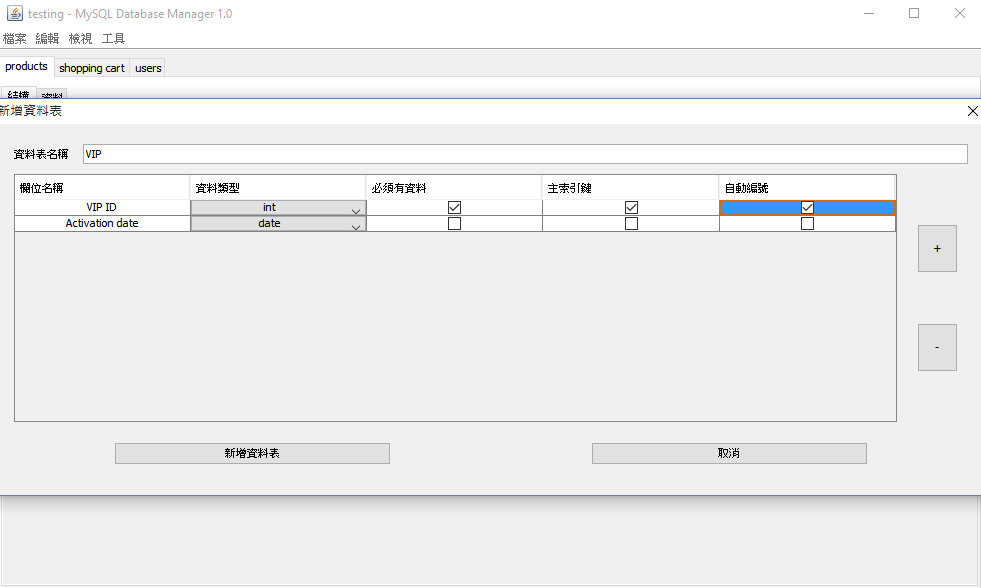 testing - MySQL Database Manager 1.0
檔案 編輯 檢視 工具
products shopping cart users
結構 資料
新增資料表
資料表名稱 VIP
欄位名稱 資料類型 必須有資料 主索引鍵 自動編號
VIP ID int
Activation date date
+
-
新增資料表 取消